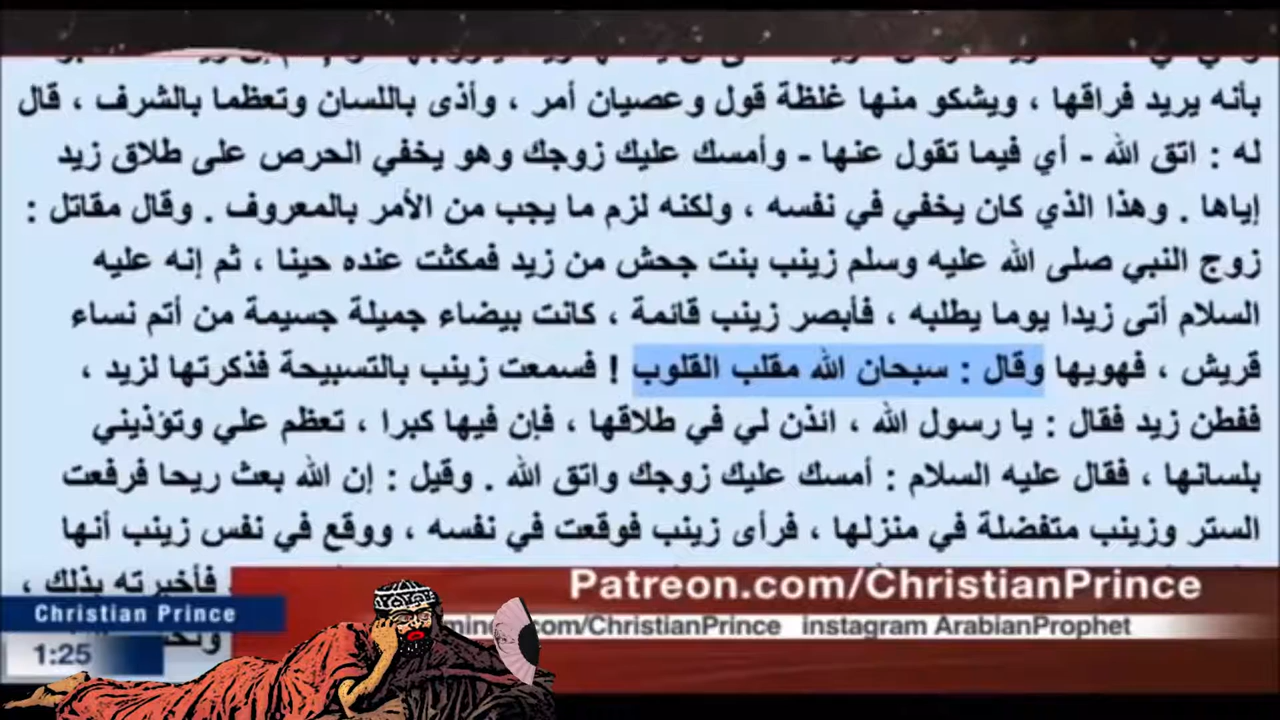 بأنه يريد فراقها ، ويشكو منها غلظة قول وعصيان أمر ، وأذى باللسان وتعظما بالشرف ، قال
له : اتق الله - أي فيما تقول عنها - وأمسك عليك زوجك وهو يخفي الحرص على طلاق زيد
إياها . وهذا الذي كان يخفي في نفسه ، ولكنه لزم ما يجب من الأمر بالمعروف . وقال مقاتل :
زوج النبي صلى الله عليه وسلم زينب بنت جحش من زيد فمكثت عنده حينا ، ثم إنه عليه
السلام أتى زيدا يوما يطلبه ، فأبصر زينب قائمة ، كانت بيضاء جميلة جسيمة من أتم نساء
قريش ، فهويها وقال : سبحان الله مقلب القلوب ! فسمعت زينب بالتسبيحة فذكرتها لزيد ،
ففطن زيد فقال : يا رسول الله ، ائذن لي في طلاقها ، فإن فيها كبرا ، تعظم علي وتؤذيني
بلسانها ، فقال عليه السلام : أمسك عليك زوجك واتق الله . وقيل : إن الله بعث ريحا فرفعت
الستر وزينب متفضلة في منزلها ، فرأى زينب فوقعت في نفسه ، ووقع في نفس زينب أنها
فأخبرته بذلك ،
Patreon.com/ChristianPrince
Christian Prince
com/ChristianPrince instagram ArabianProphet
1:25